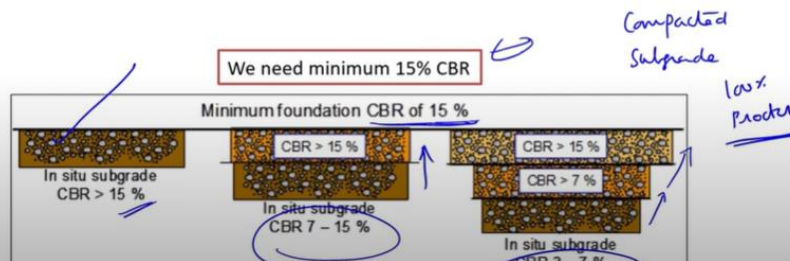 Compacted
Subgrade
We need minimum 15% CBR
100%
Minimum foundation CBR of 15 %
CBR > 15 %
CBR > 15 %
CBR > 7 %
In situ subgrade
CBR > 15 %
In situ subgrade
CBR 7 – 15 %
In situ subgrade